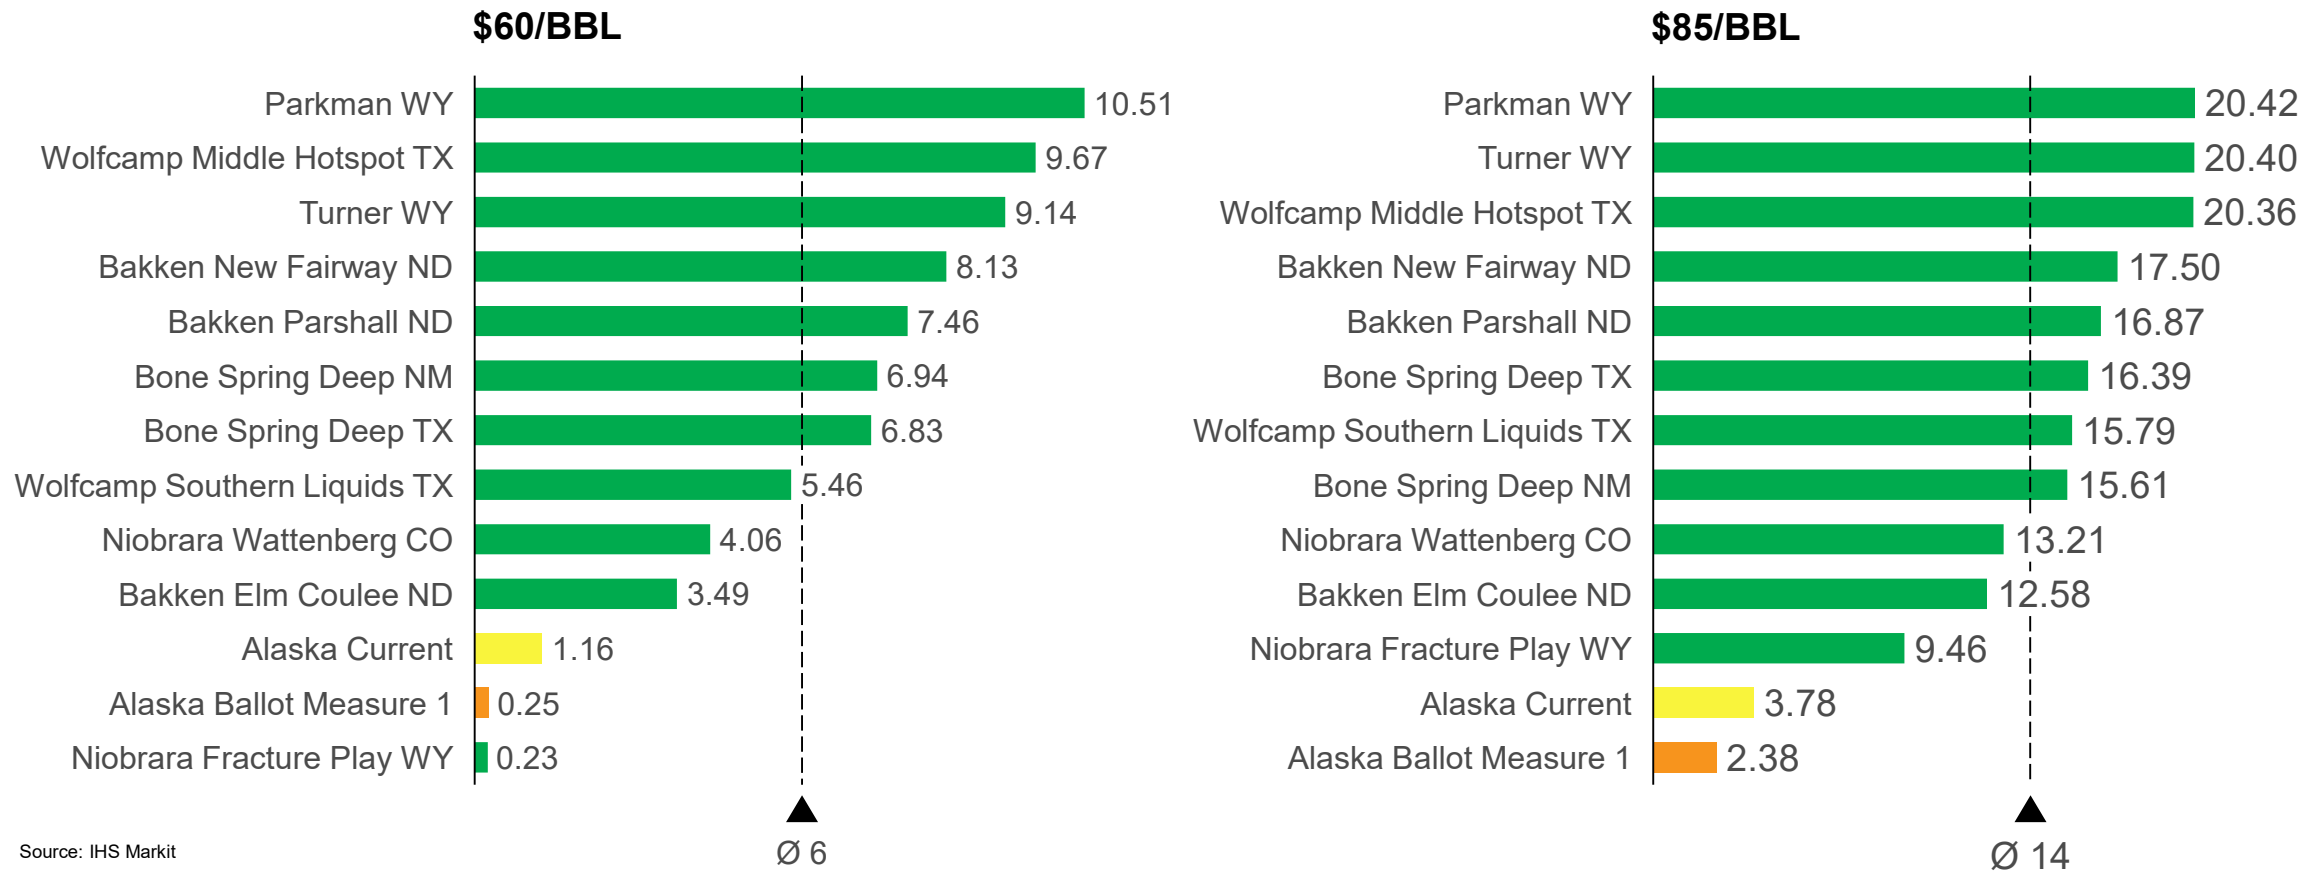 $60/BBL
Parkman WY 10.51
Wolfcamp Middle Hotspot TX 9.67
Turner WY 9.14
Bakken New Fairway ND 8.13
Bakken Parshall ND 7.46
Bone Spring Deep NM 6.94
Bone Spring Deep TX 6.83
Wolfcamp Southern Liquids TX 5.46
Niobrara Wattenberg CO 4.06
Bakken Elm Coulee ND 3.49
Alaska Current 1.16
Alaska Ballot Measure 1 0.25
Niobrara Fracture Play WY 0.23
Ø 6
$85/BBL
Parkman WY 20.42
Turner WY 20.40
Wolfcamp Middle Hotspot TX 20.36
Bakken New Fairway ND 17.50
Bakken Parshall ND 16.87
Bone Spring Deep TX 16.39
Wolfcamp Southern Liquids TX 15.79
Bone Spring Deep NM 15.61
Niobrara Wattenberg CO 13.21
Bakken Elm Coulee ND 12.58
Niobrara Fracture Play WY 9.46
Alaska Current 3.78
Alaska Ballot Measure 1 2.38
Ø 14
Source: IHS Markit